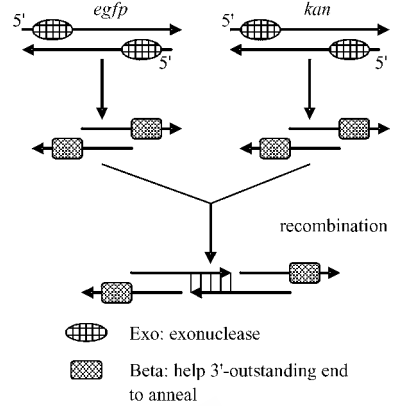 egfp
kan
5'
5'
5'
5'
recombination
Exo: exonuclease
Beta: help 3'-outstanding end
to anneal